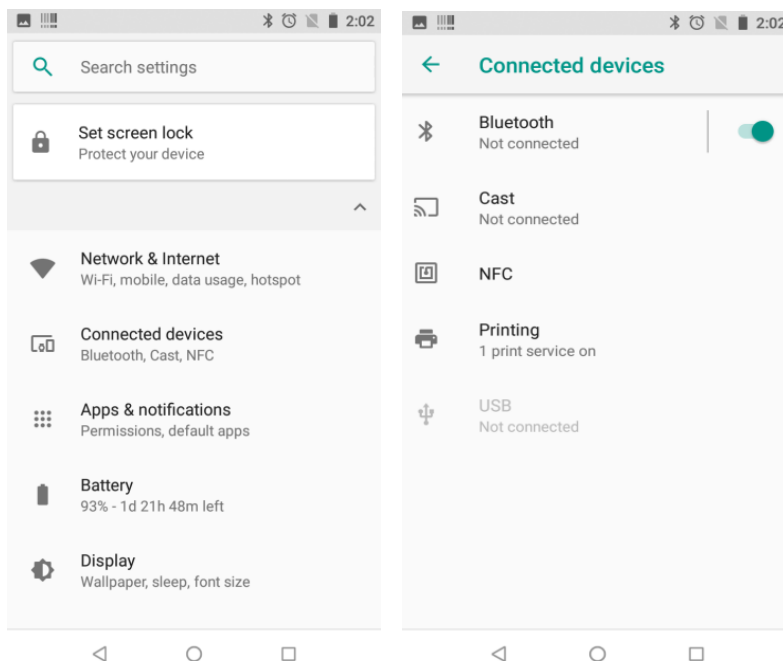 2:02
Search settings
Set screen lock
Protect your device
Network & Internet
Wi-Fi, mobile, data usage, hotspot
Connected devices
Bluetooth, Cast, NFC
Apps & notifications
Permissions, default apps
Battery
93% - 1d 21h 48m left
Display
Wallpaper, sleep, font size
2:02
Connected devices
Bluetooth
Not connected
Cast
Not connected
NFC
Printing
1 print service on
USB
Not connected